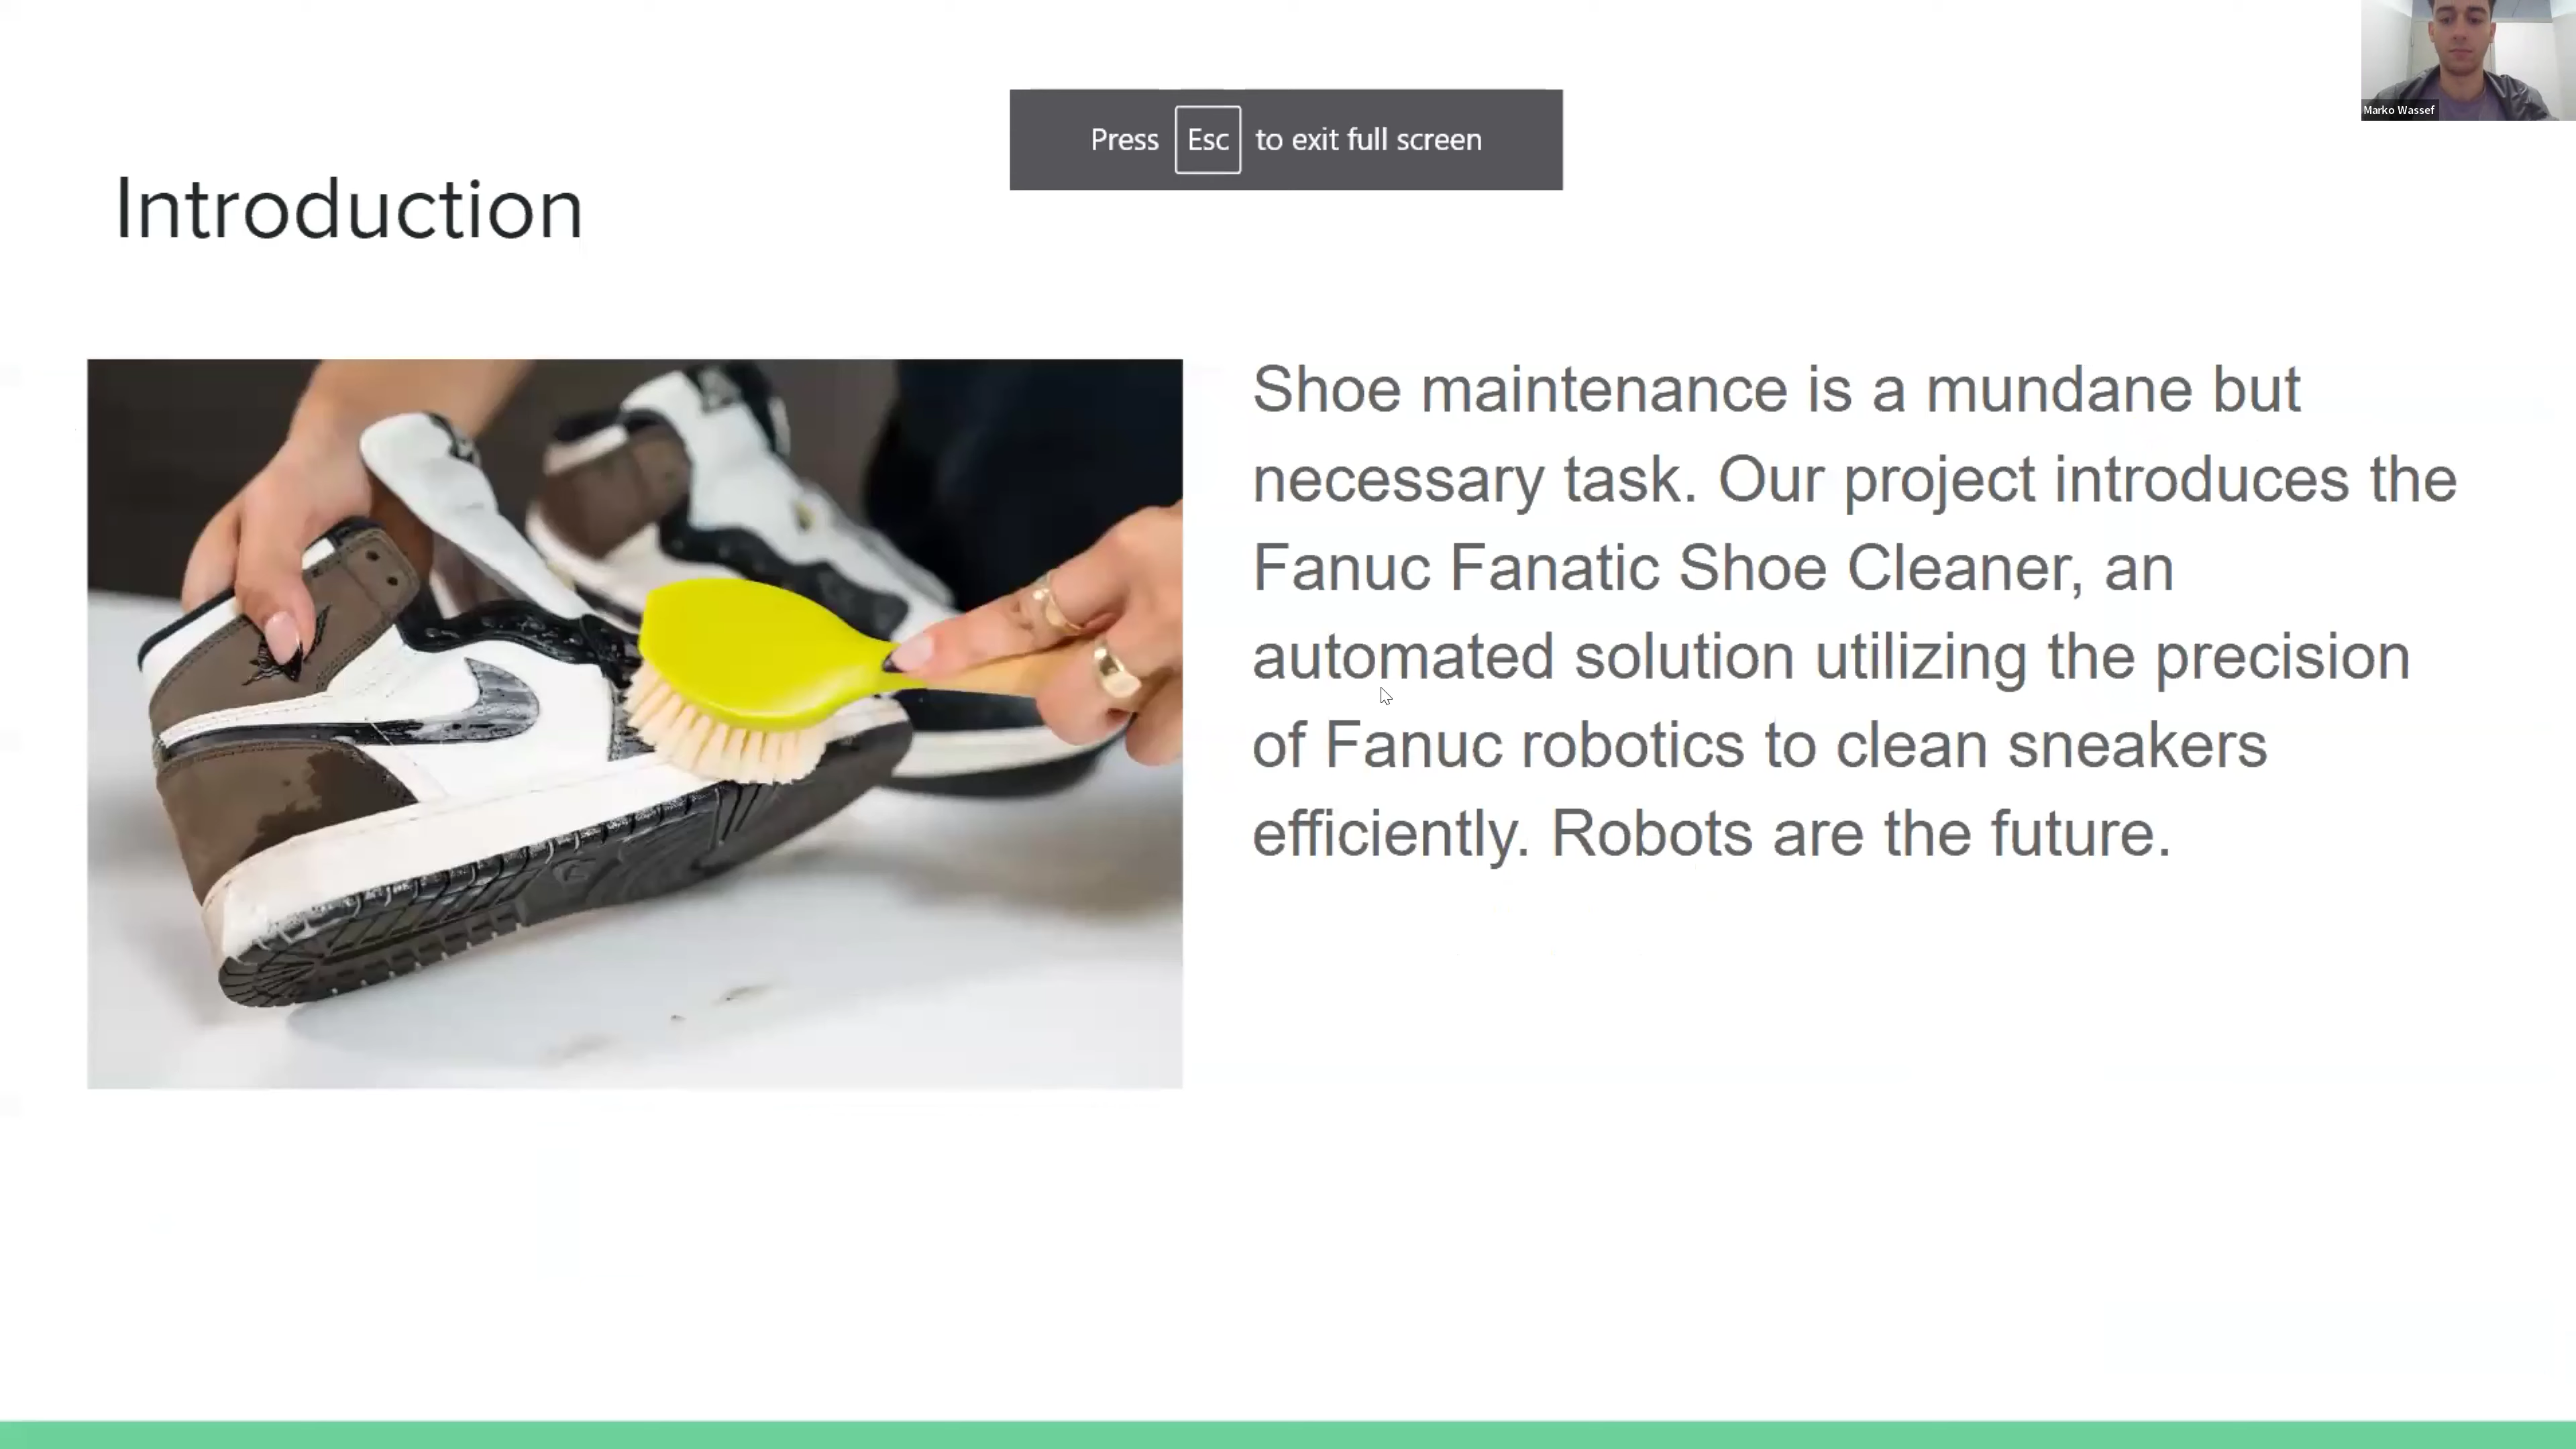 Marko Wassef
Press Esc to exit full screen
Introduction
Shoe maintenance is a mundane but
necessary task. Our project introduces the
Fanuc Fanatic Shoe Cleaner, an
automated solution utilizing the precision
of Fanuc robotics to clean sneakers
efficiently. Robots are the future.